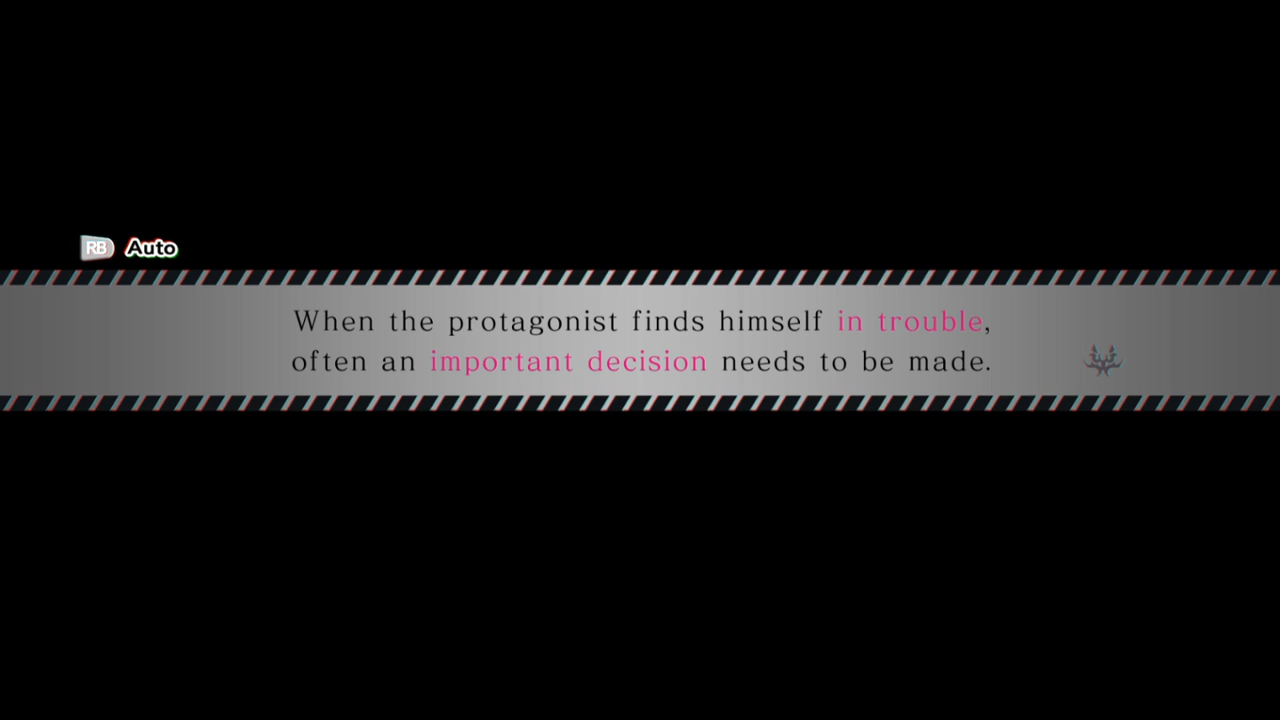 RB Auto
When the protagonist finds himself in trouble,
often an important decision needs to be made.